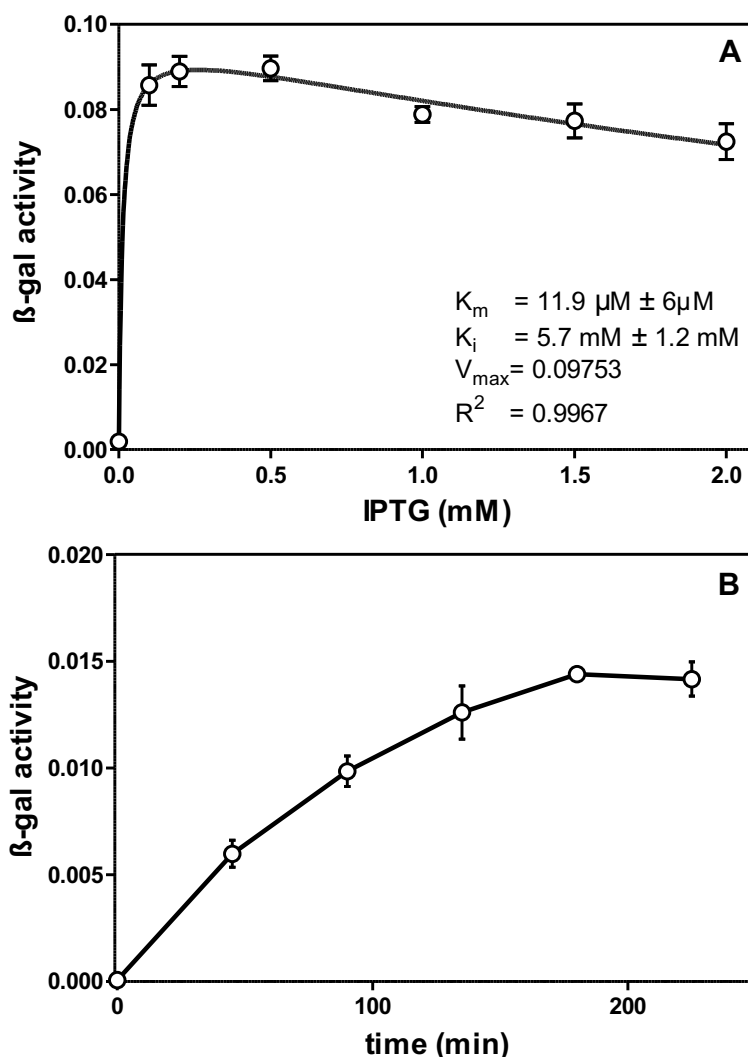 A
ß-gal activity
0.10
0.08
0.06
0.04
0.02
0.00
K_m = 11.9 µM ± 6µM
K_i = 5.7 mM ± 1.2 mM
V_max= 0.09753
R^2 = 0.9967
0.0 0.5 1.0 1.5 2.0
IPTG (mM)
B
ß-gal activity
0.020
0.015
0.010
0.005
0.000
0 100 200
time (min)